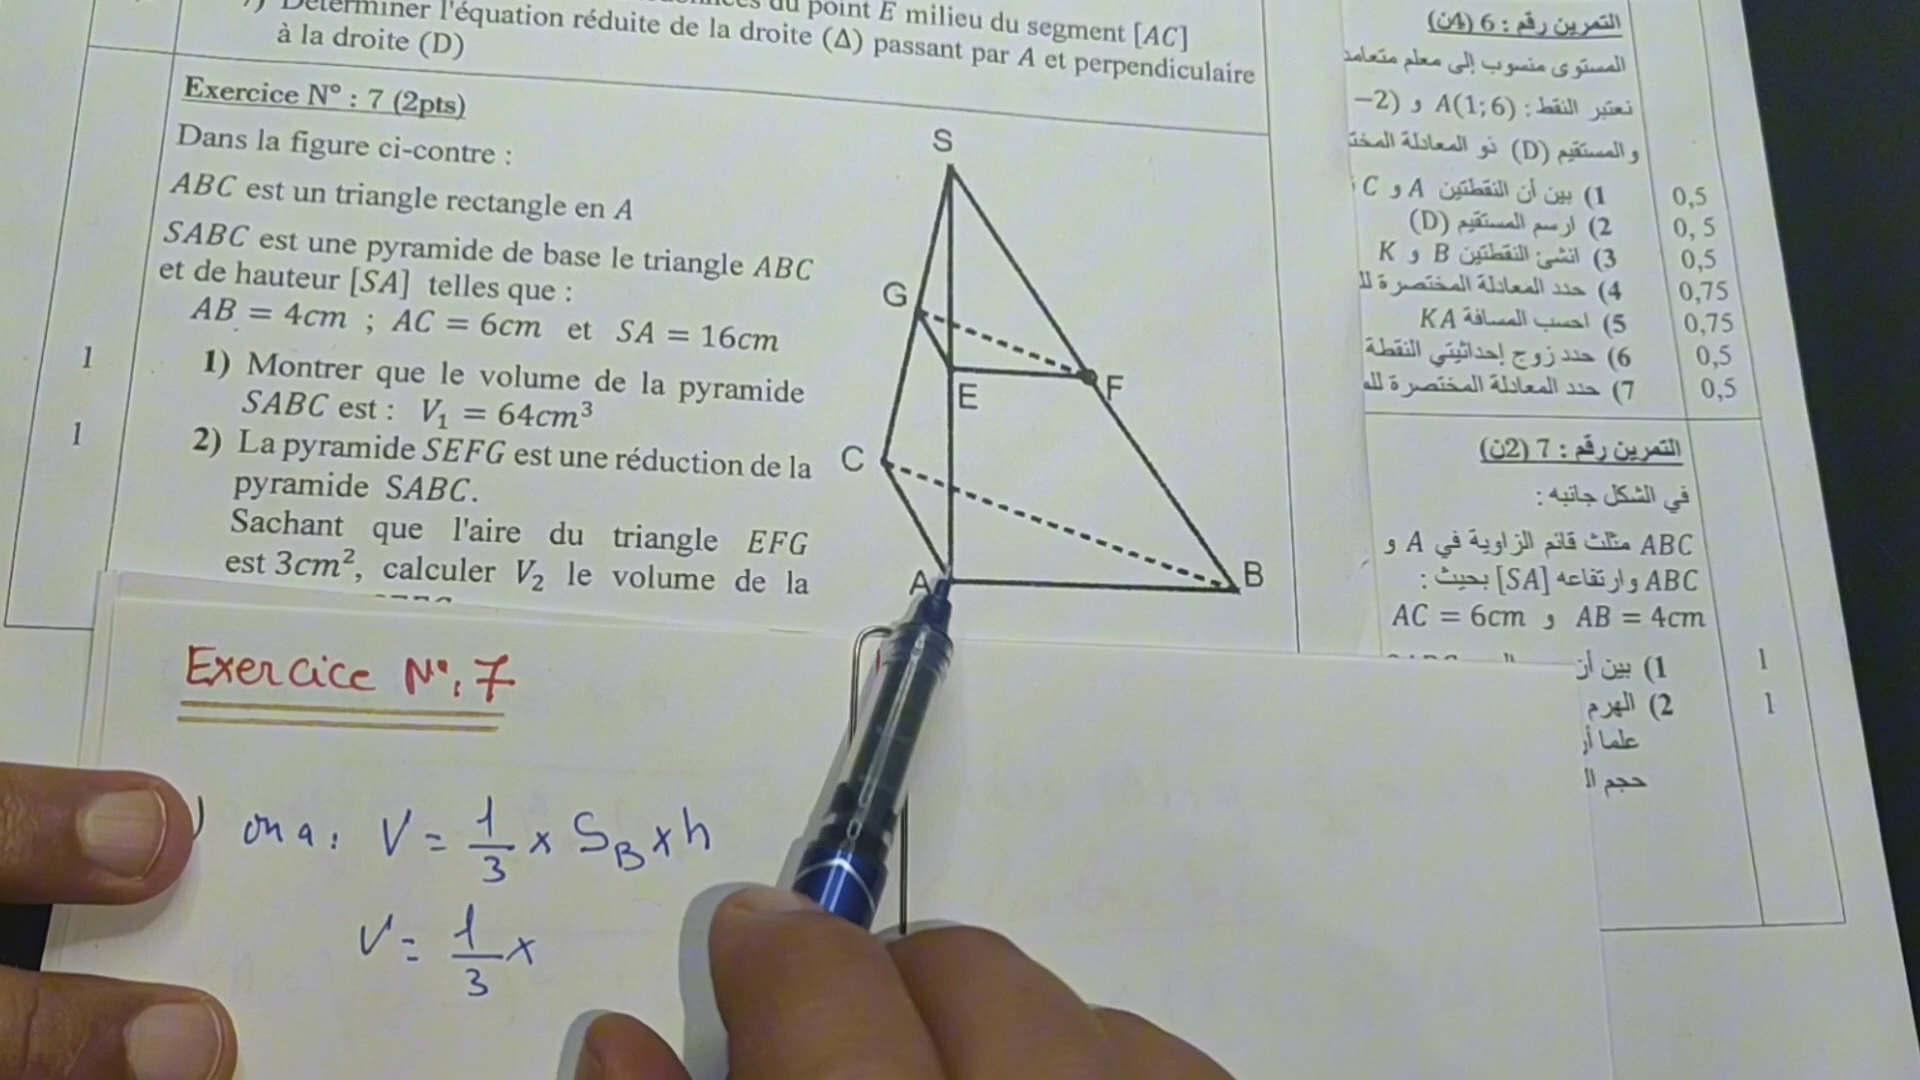 du point E milieu du segment [AC]
Déterminer l'équation réduite de la droite (Δ) passant par A et perpendiculaire
à la droite (D)
Exercice N° : 7 (2pts)
Dans la figure ci-contre :
ABC est un triangle rectangle en A
SABC est une pyramide de base le triangle ABC
et de hauteur [SA] telles que :
AB = 4cm ; AC = 6cm et SA = 16cm
1
1) Montrer que le volume de la pyramide
SABC est : V₁ = 64cm³
1
2) La pyramide SEFG est une réduction de la
pyramide SABC.
Sachant que l'aire du triangle EFG
est 3cm², calculer V₂ le volume de la
S
G
E
F
C
A
B
Exercice N°: 7
) on a: V = 1/3 × S_B × h
V = 1/3 ×
التمرين رقم : 6 (4ن)
المستوى منسوب إلى معلم متعامد
نعتبر النقط : A(1;6) و (2−
و المستقيم (D) ذو المعادلة
1) بين أن النقطتين A و C
0,5
2) ارسم المستقيم (D)
0,5
3) انشئ النقطتين B و K
0,5
4) حدد المعادلة المختصرة
0,75
5) احسب المسافة KA
0,75
6) حدد زوج إحداثيتي النقطة
0,5
7) حدد المعادلة المختصرة
0,5
التمرين رقم : 7 (2ن)
في الشكل جانبه :
ABC مثلث قائم الزاوية في A و
ABC وارتفاعه [SA] بحيث :
AB = 4cm و AC = 6cm
1) بين أن
1
2) الهرم
1
علما
حجم